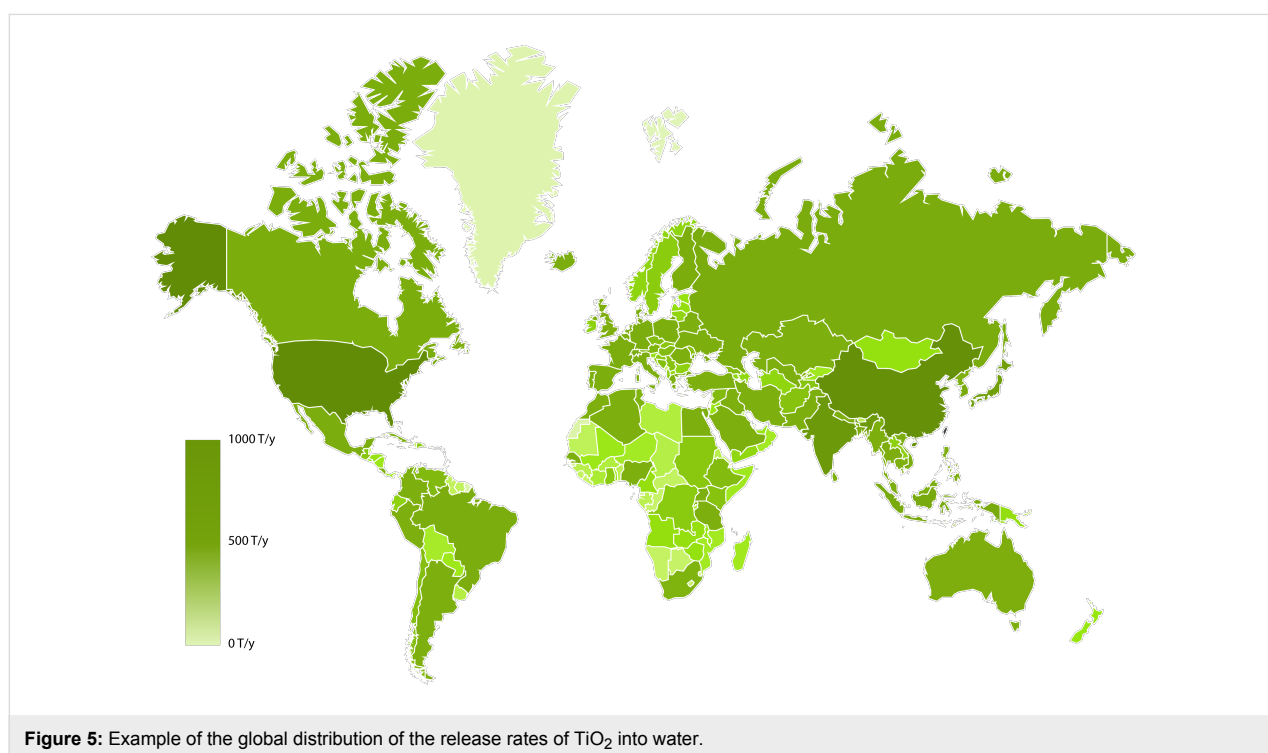 1000 T/y
500 T/y
0 T/y
Figure 5: Example of the global distribution of the release rates of TiO2 into water.